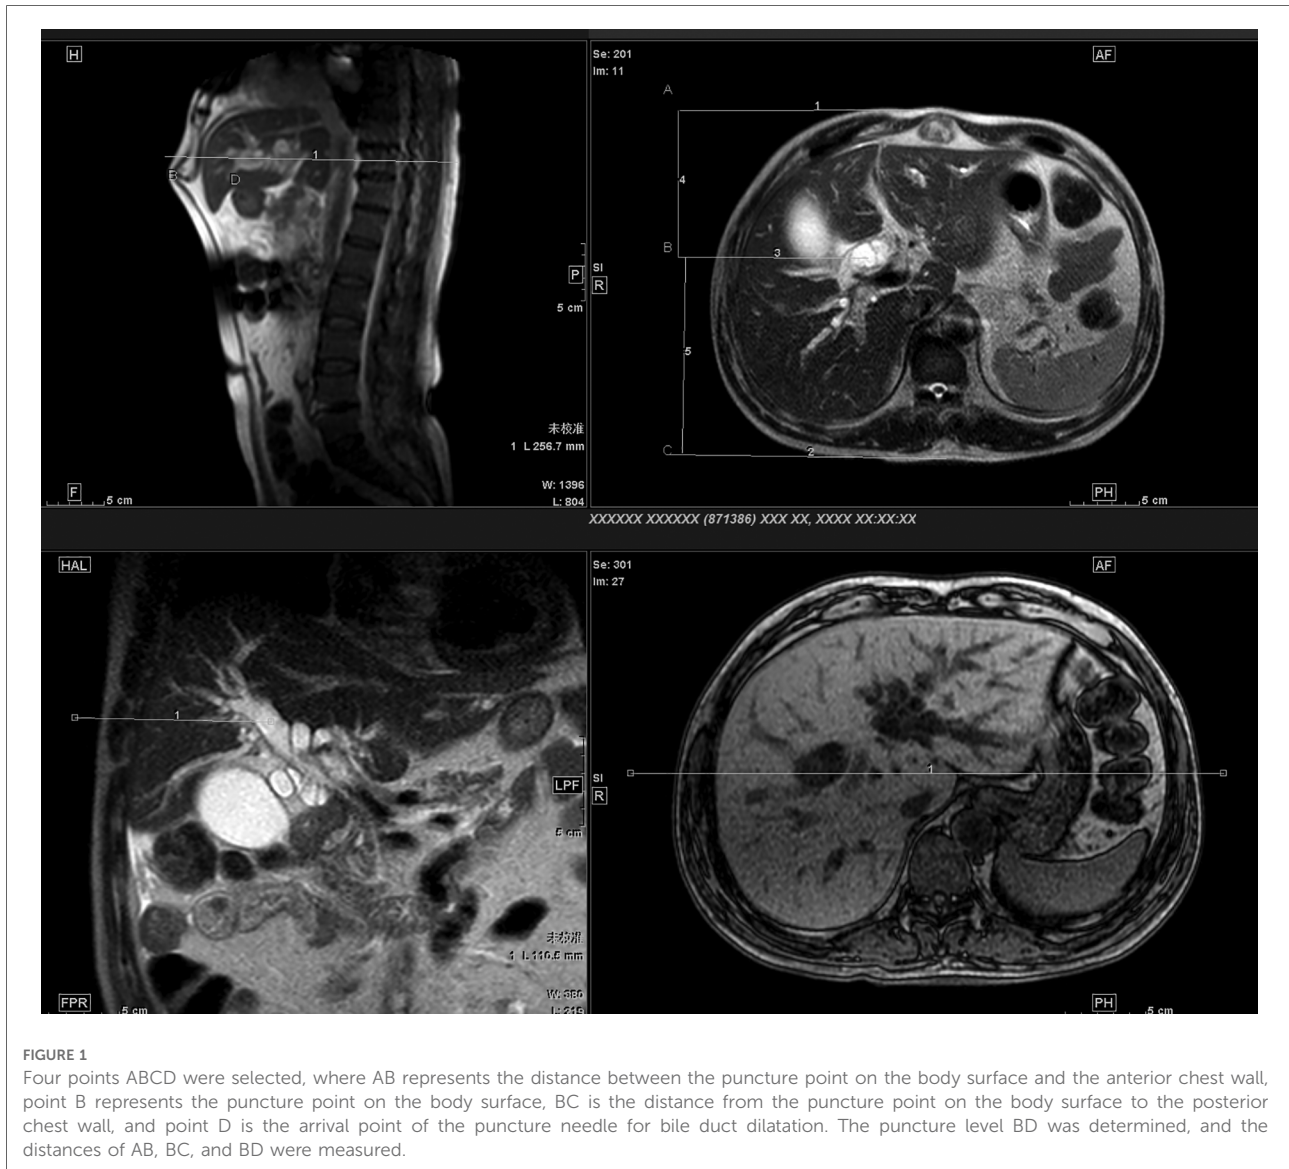 H
1
B
D
P
5 cm
未校准
1 L 256.7 mm
W: 1396
L: 804
F
5 cm
Se: 201
Im: 11
AF
A
1
4
B
3
SI
R
5
C
2
PH
5 cm
XXXXXX XXXXXX (871386) XXX XX, XXXX XX:XX:XX
HAL
1
LPF
5 cm
未校准
1 L 110.5 mm
W: 380
L: 219
FPR
5 cm
Se: 301
Im: 27
AF
SI
R
1
PH
5 cm
FIGURE 1
Four points ABCD were selected, where AB represents the distance between the puncture point on the body surface and the anterior chest wall,
point B represents the puncture point on the body surface, BC is the distance from the puncture point on the body surface to the posterior
chest wall, and point D is the arrival point of the puncture needle for bile duct dilatation. The puncture level BD was determined, and the
distances of AB, BC, and BD were measured.